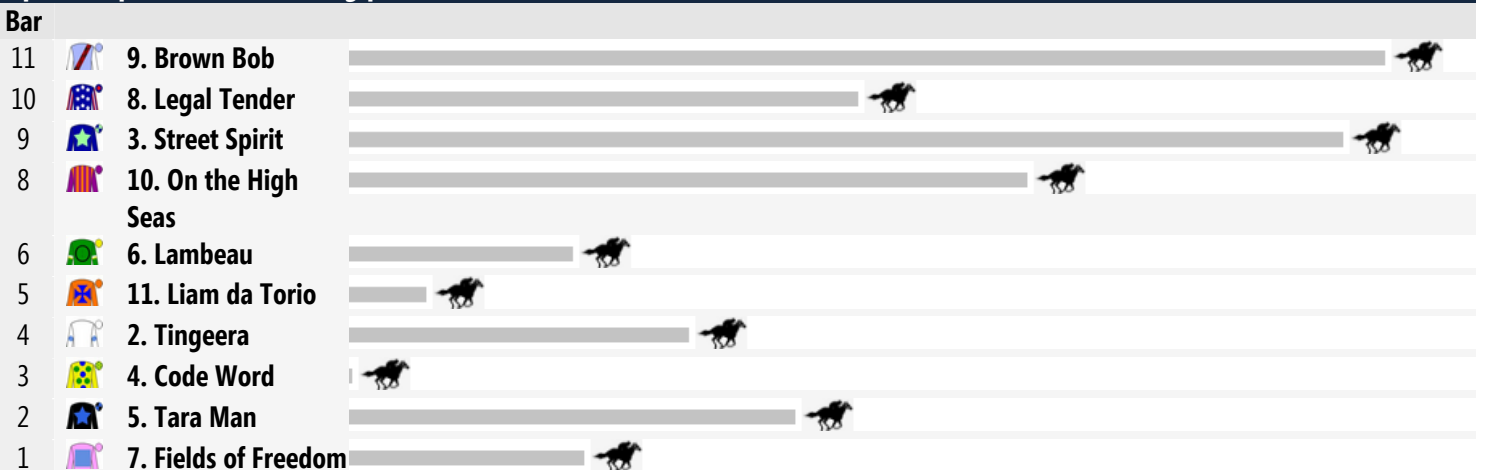 Bar
11 9. Brown Bob
10 8. Legal Tender
9 3. Street Spirit
8 10. On the High
Seas
6 6. Lambeau
5 11. Liam da Torio
4 2. Tingeera
3 4. Code Word
2 5. Tara Man
1 7. Fields of Freedom